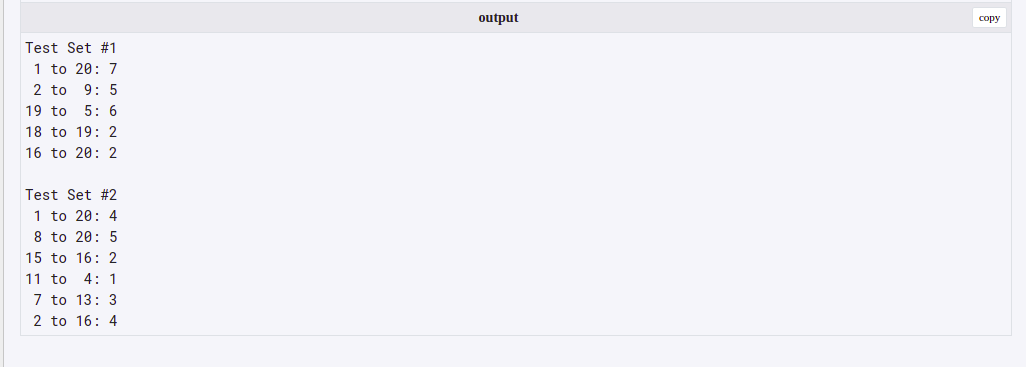 output
copy
Test Set #1
 1 to 20: 7
 2 to  9: 5
19 to  5: 6
18 to 19: 2
16 to 20: 2

Test Set #2
 1 to 20: 4
 8 to 20: 5
15 to 16: 2
11 to  4: 1
 7 to 13: 3
 2 to 16: 4